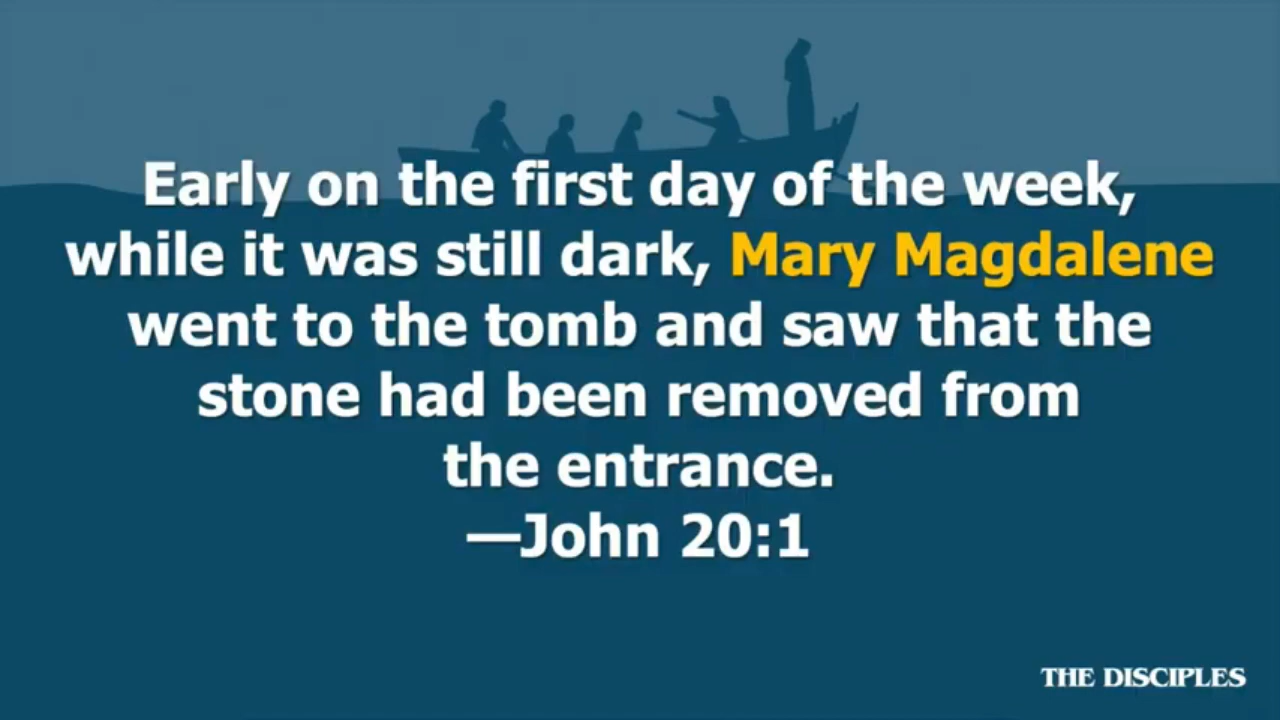 Early on the first day of the week,
while it was still dark, Mary Magdalene
went to the tomb and saw that the
stone had been removed from
the entrance.
—John 20:1
THE DISCIPLES